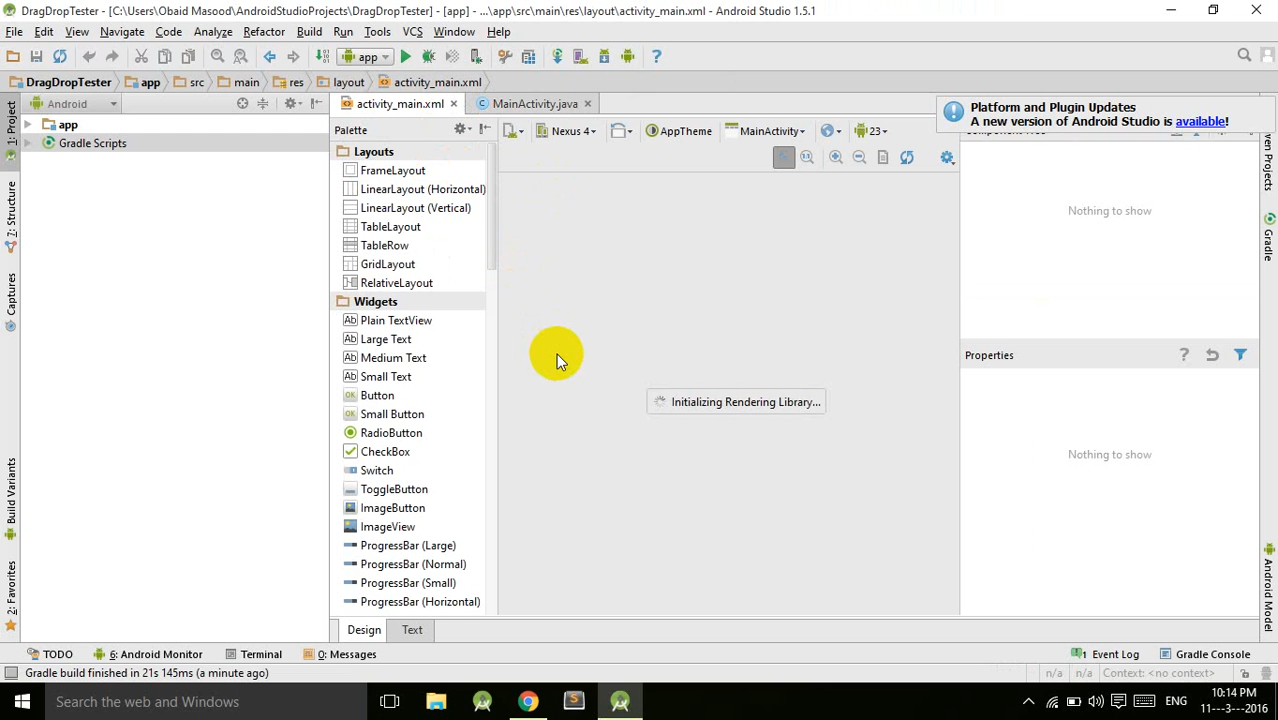 DragDropTester - [C:\Users\Obaid Masood\AndroidStudioProjects\DragDropTester] - [app] - ...\app\src\main\res\layout\activity_main.xml - Android Studio 1.5.1
File Edit View Navigate Code Analyze Refactor Build Run Tools VCS Window Help
app
DragDropTester app src main res layout activity_main.xml
1: Project
7: Structure
Captures
Build Variants
2: Favorites
Android
app
Gradle Scripts
activity_main.xml MainActivity.java
Palette
Layouts
FrameLayout
LinearLayout (Horizontal)
LinearLayout (Vertical)
TableLayout
TableRow
GridLayout
RelativeLayout
Widgets
Plain TextView
Large Text
Medium Text
Small Text
Button
Small Button
RadioButton
CheckBox
Switch
ToggleButton
ImageButton
ImageView
ProgressBar (Large)
ProgressBar (Normal)
ProgressBar (Small)
ProgressBar (Horizontal)
Nexus 4 AppTheme MainActivity 23
Initializing Rendering Library...
Platform and Plugin Updates
A new version of Android Studio is available!
Nothing to show
Properties
Nothing to show
Gradle
Android Model
Design Text
TODO 6: Android Monitor Terminal 0: Messages 1 Event Log Gradle Console
Gradle build finished in 21s 145ms (a minute ago) n/a n/a Context: <no context>
Search the web and Windows
ENG
10:14 PM
11---3---2016